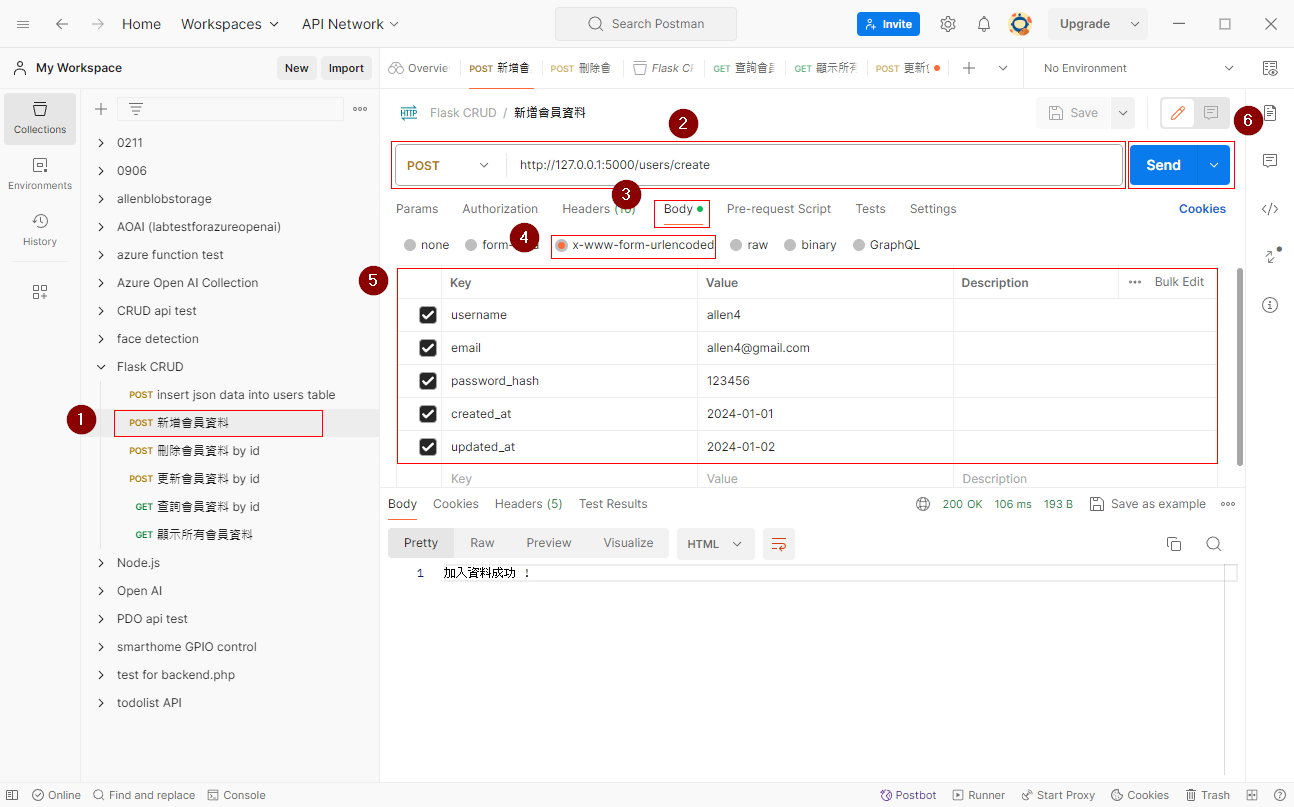 Home Workspaces API Network Search Postman Invite Upgrade
My Workspace New Import
Overvie POST 新增會 POST 刪除會 Flask CF GET 查詢會員 GET 顯示所有 POST 更新 No Environment
Collections
Environments
History
0211
0906
allenblobstorage
AOAI (labtestforazureopenai)
azure function test
Azure Open AI Collection
CRUD api test
face detection
Flask CRUD
POST insert json data into users table
1
POST 新增會員資料
POST 刪除會員資料 by id
POST 更新會員資料 by id
GET 查詢會員資料 by id
GET 顯示所有會員資料
Node.js
Open AI
PDO api test
smarthome GPIO control
test for backend.php
todolist API
HTTP Flask CRUD / 新增會員資料
2
Save
6
POST http://127.0.0.1:5000/users/create Send
3
Params Authorization Headers Body Pre-request Script Tests Settings Cookies
4
none x-www-form-urlencoded raw binary GraphQL
5
Key Value Description Bulk Edit
username allen4
email allen4@gmail.com
password_hash 123456
created_at 2024-01-01
updated_at 2024-01-02
Key Value Description
Body Cookies Headers (5) Test Results 200 OK 106 ms 193 B Save as example
Pretty Raw Preview Visualize HTML
1 加入資料成功 !
Online Find and replace Console Postbot Runner Start Proxy Cookies Trash